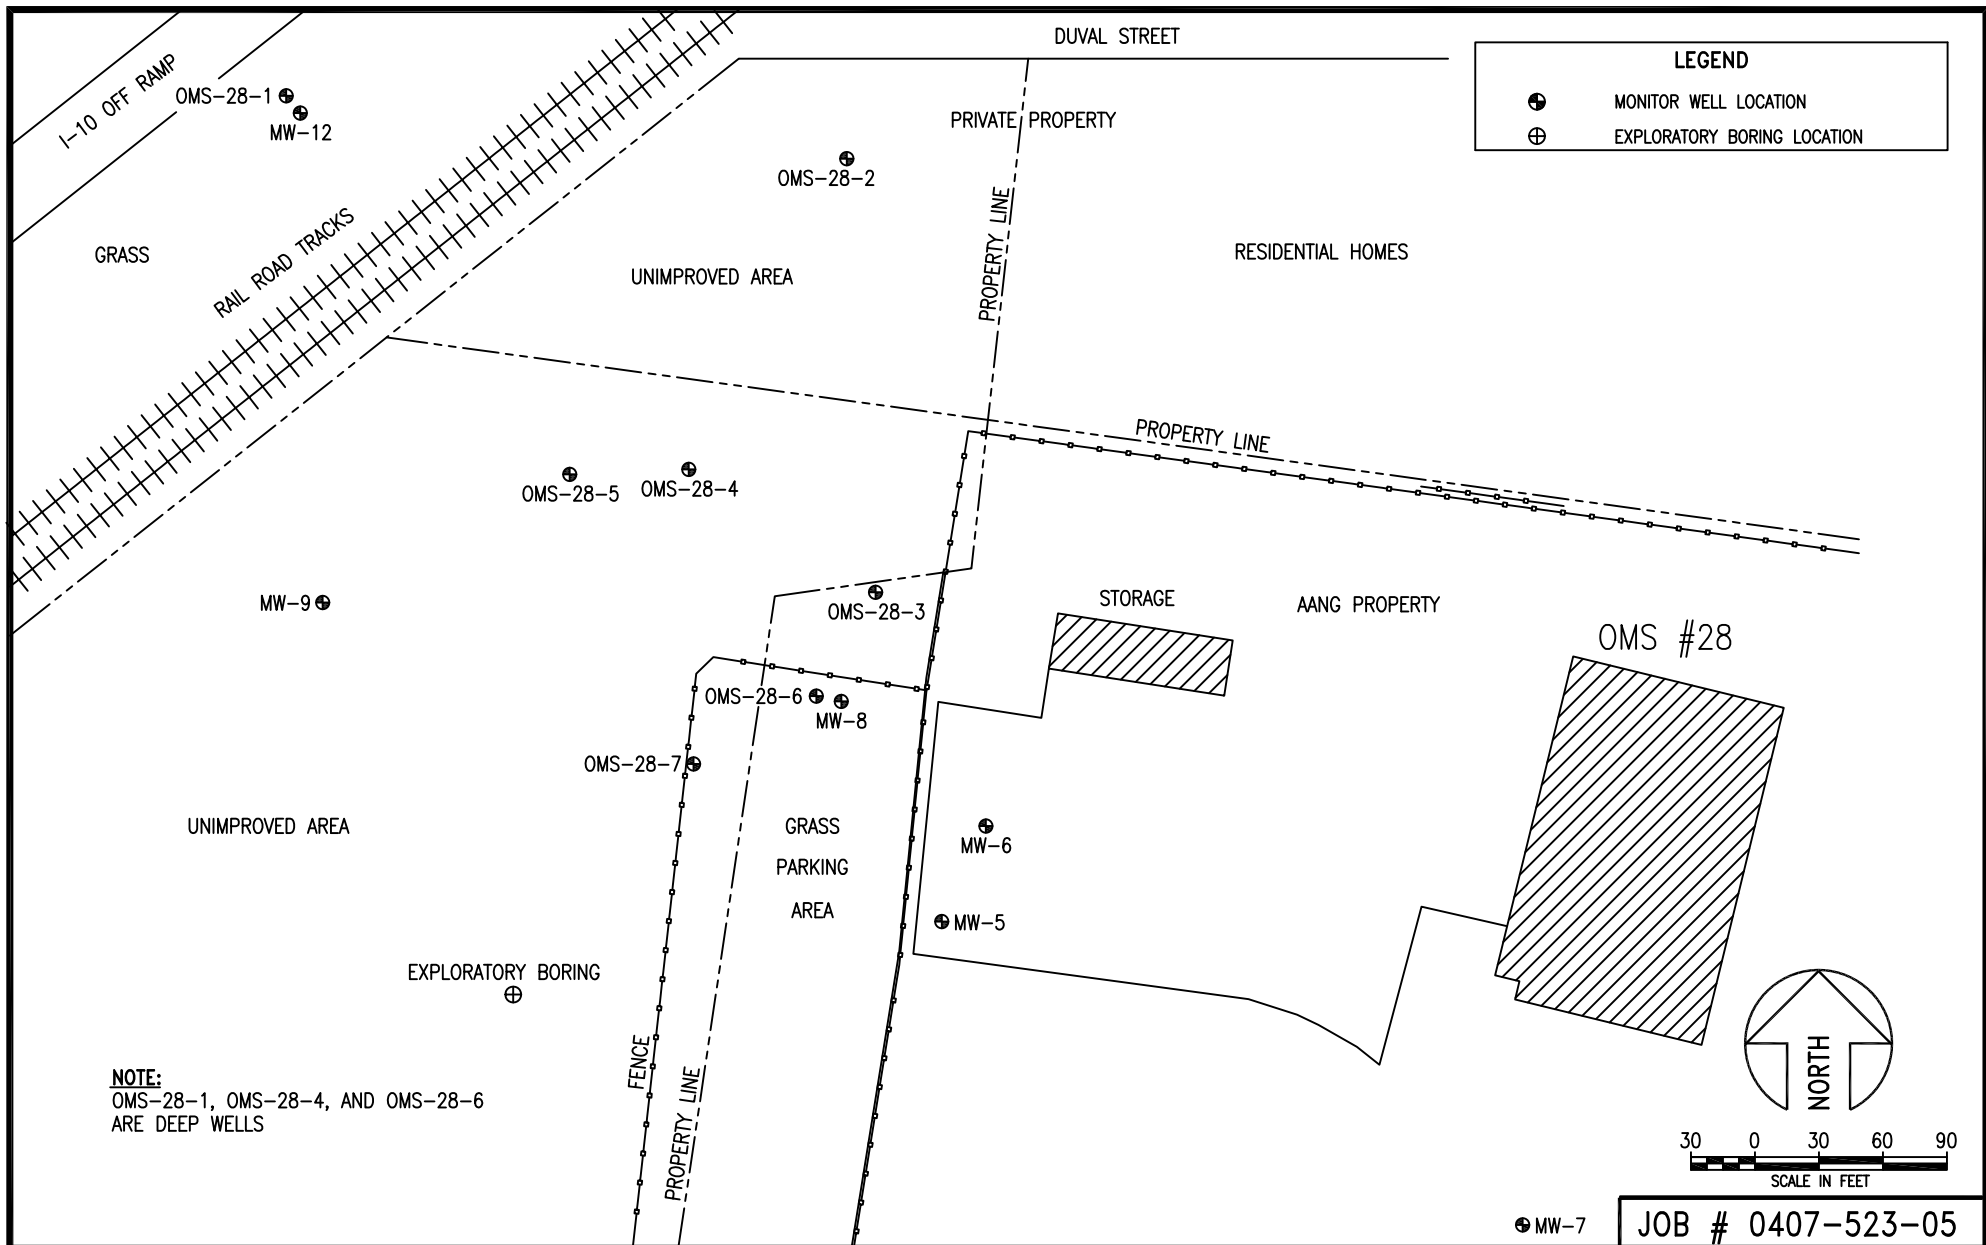 DUVAL STREET
LEGEND
MONITOR WELL LOCATION
EXPLORATORY BORING LOCATION
I-10 OFF RAMP
OMS-28-1
MW-12
PRIVATE PROPERTY
OMS-28-2
GRASS
RAIL ROAD TRACKS
UNIMPROVED AREA
PROPERTY LINE
RESIDENTIAL HOMES
PROPERTY LINE
OMS-28-5
OMS-28-4
MW-9
OMS-28-3
STORAGE
AANG PROPERTY
OMS #28
OMS-28-6
MW-8
OMS-28-7
UNIMPROVED AREA
GRASS
PARKING
AREA
MW-6
MW-5
EXPLORATORY BORING
FENCE
PROPERTY LINE
NOTE:
OMS-28-1, OMS-28-4, AND OMS-28-6
ARE DEEP WELLS
NORTH
30 0 30 60 90
SCALE IN FEET
MW-7
JOB # 0407-523-05